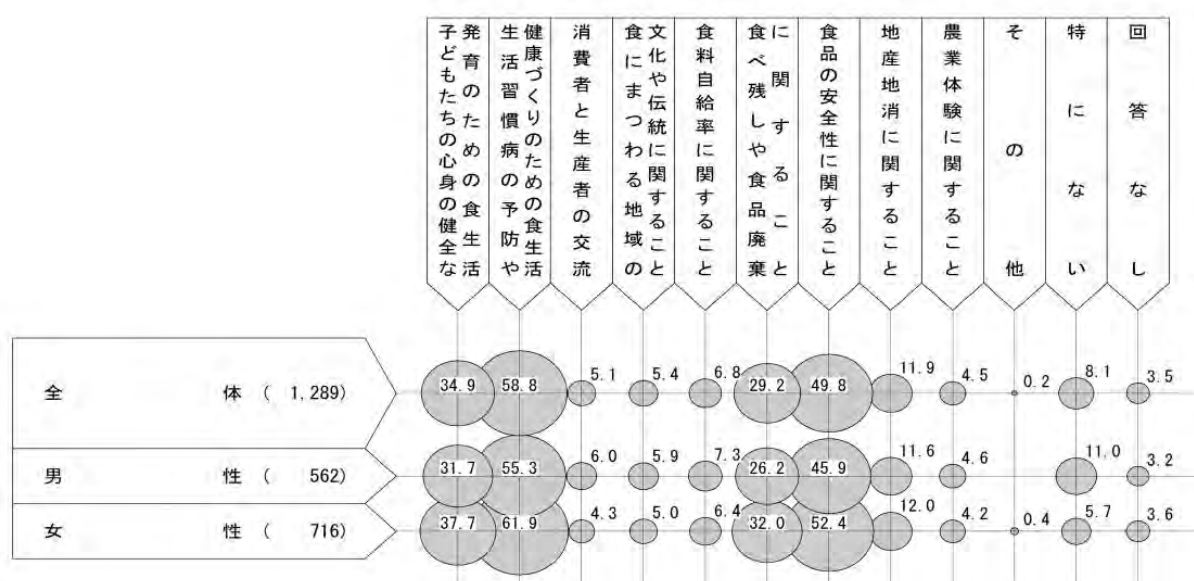 子どもたちの心身の健全な
発育のための食生活
生活習慣病の予防や
健康づくりのための食生活
消費者と生産者の交流
食にまつわる地域の
文化や伝統に関すること
食料自給率に関すること
食べ残しや食品廃棄
に関すること
食品の安全性に関すること
地産地消に関すること
農業体験に関すること
その他
特にない
回答なし
全体 ( 1,289) 34.9 58.8 5.1 5.4 6.8 29.2 49.8 11.9 4.5 0.2 8.1 3.5
男性 ( 562) 31.7 55.3 6.0 5.9 7.3 26.2 45.9 11.6 4.6 11.0 3.2
女性 ( 716) 37.7 61.9 4.3 5.0 6.4 32.0 52.4 12.0 4.2 0.4 5.7 3.6